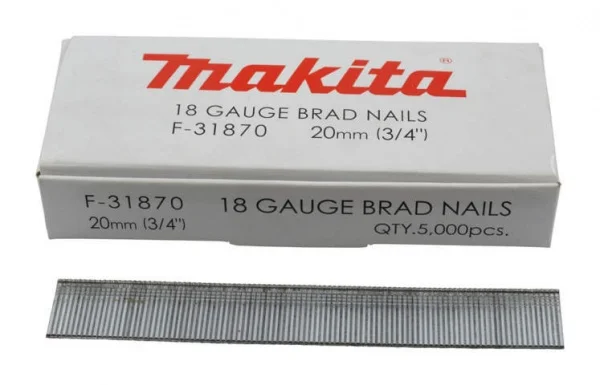 makita®
18 GAUGE BRAD NAILS
F-31870 20mm (3/4")
F-31870 18 GAUGE BRAD NAILS
20mm (3/4") QTY.5,000pcs.